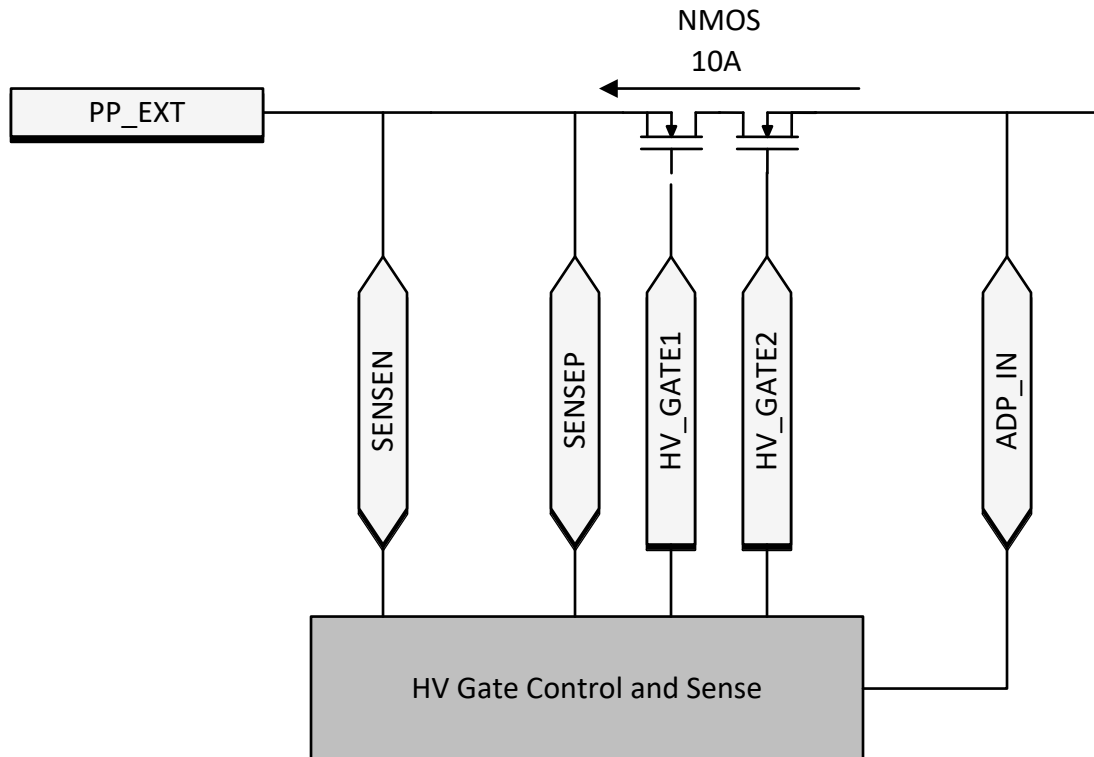 NMOS
10A
PP_EXT
SENSEN
SENSEP
HV_GATE1
HV_GATE2
ADP_IN
HV Gate Control and Sense